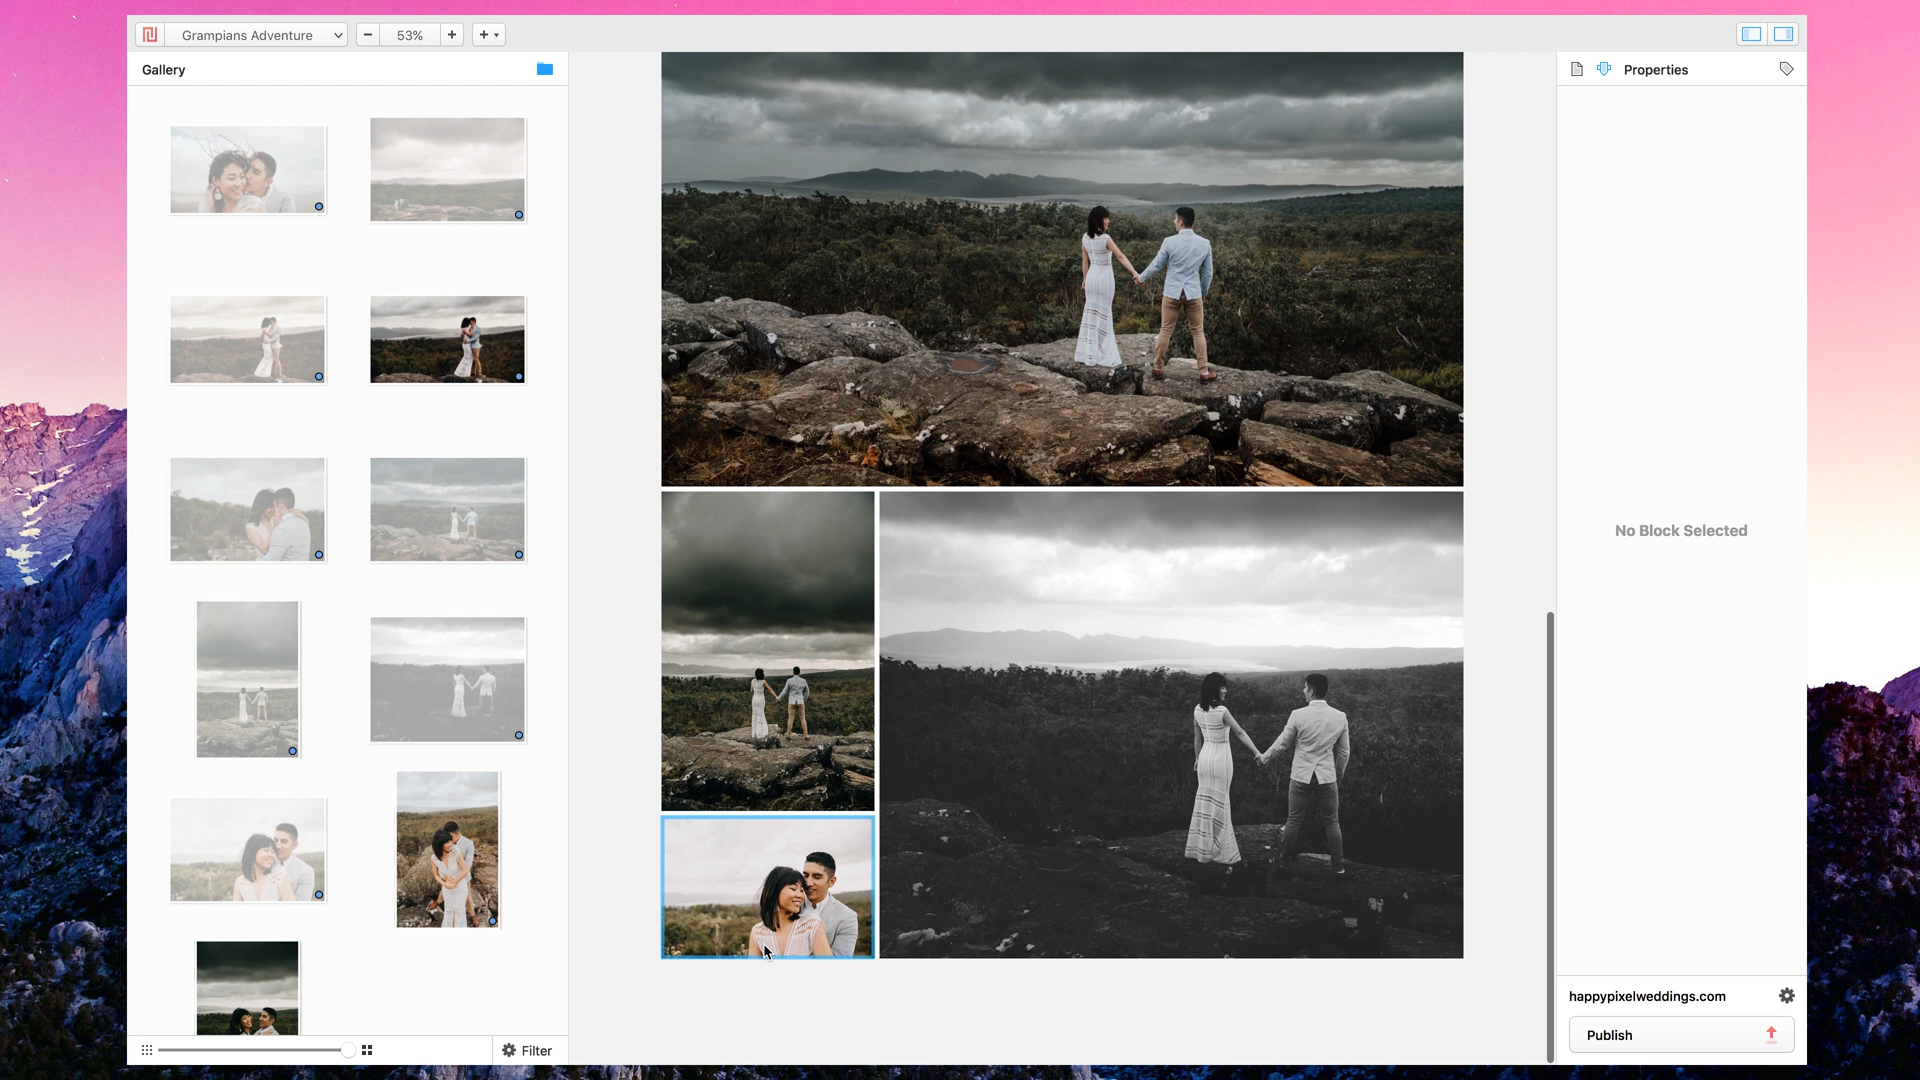 Grampians Adventure
53%
Gallery
Properties
No Block Selected
happypixelweddings.com
Publish
Filter